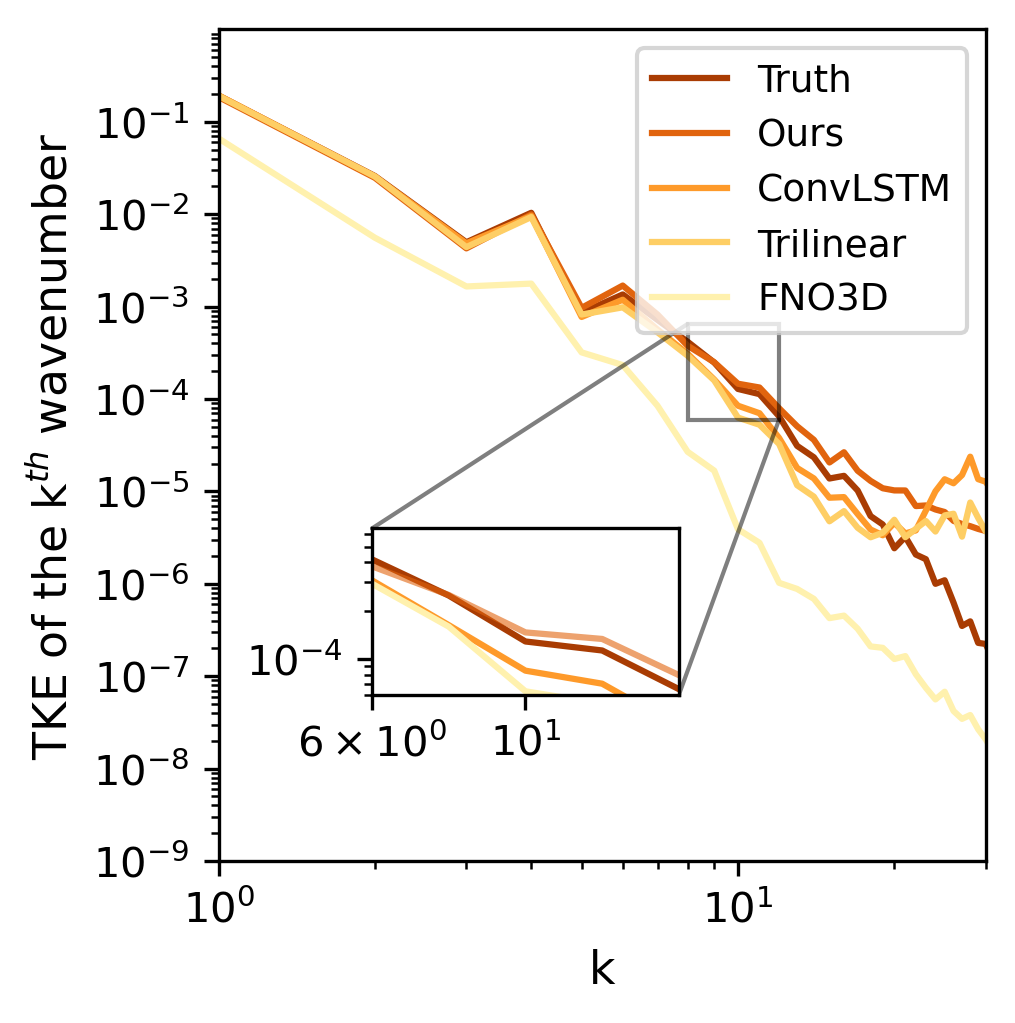 Truth
Ours
ConvLSTM
Trilinear
FNO3D
TKE of the k^{th} wavenumber
10^{-1}
10^{-2}
10^{-3}
10^{-4}
10^{-5}
10^{-6}
10^{-7}
10^{-8}
10^{-9}
10^{-4}
6 × 10^{0}
10^{1}
10^{0}
10^{1}
k